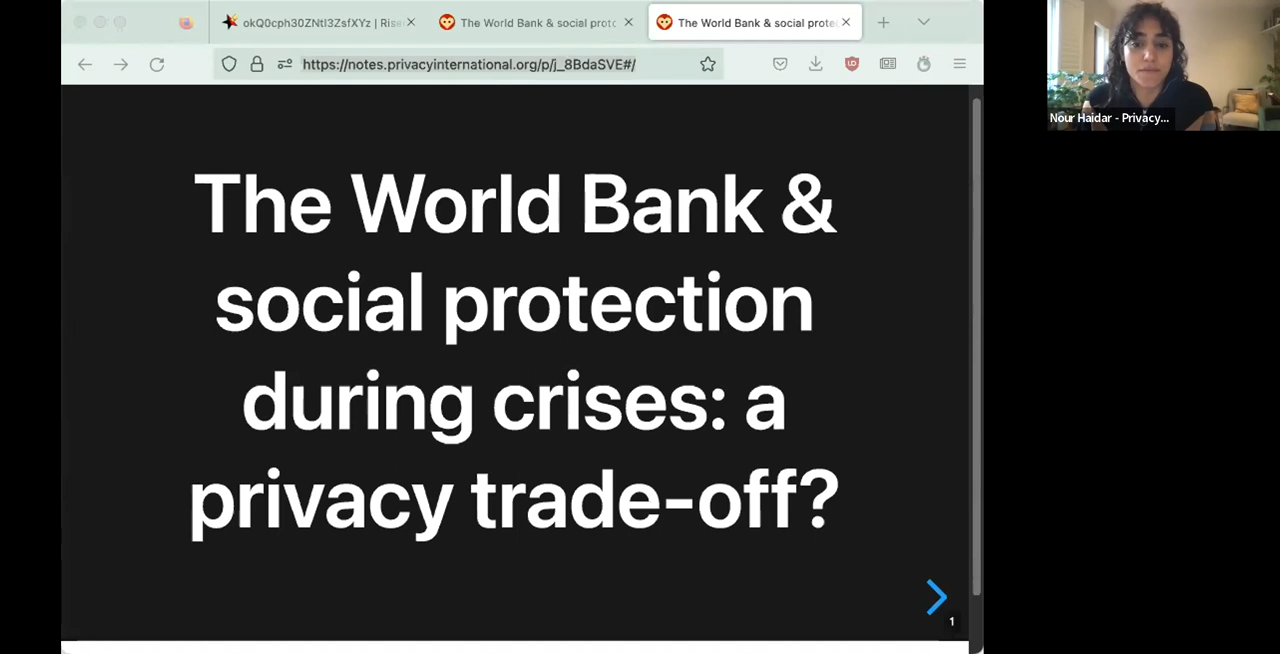 okQ0cph30ZNtI3ZsfXYz | Rise
The World Bank & social protc
The World Bank & social prote
https://notes.privacyinternational.org/p/j_8BdaSVE#/
Nour Haidar - Privacy...
The World Bank &
social protection
during crises: a
privacy trade-off?
1